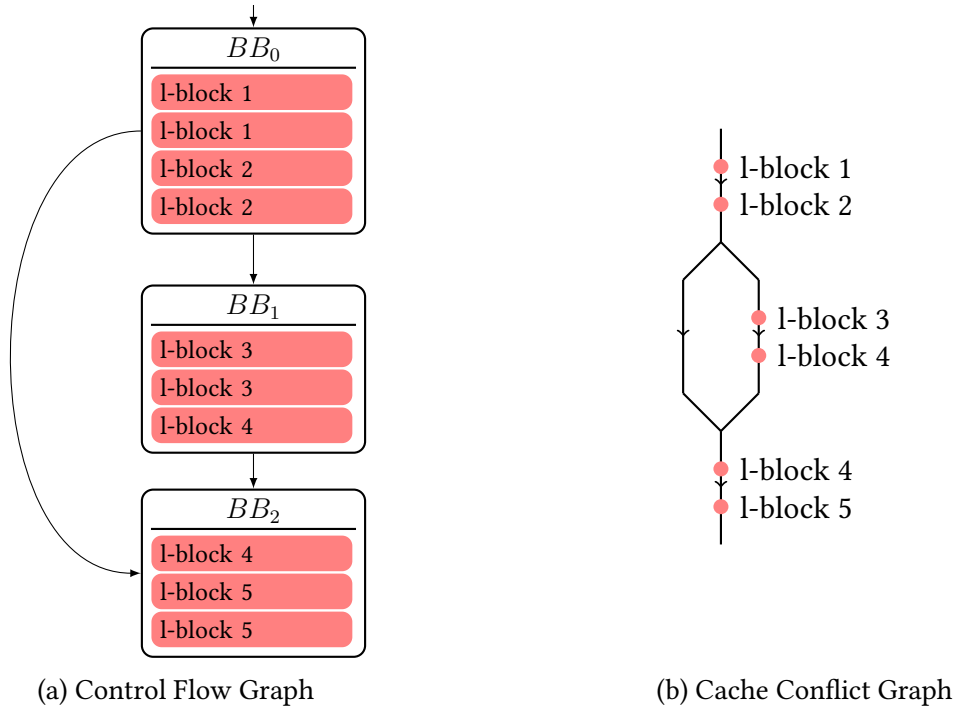 BB0
l-block 1
l-block 1
l-block 2
l-block 2
BB1
l-block 3
l-block 3
l-block 4
BB2
l-block 4
l-block 5
l-block 5
(a) Control Flow Graph
l-block 1
l-block 2
l-block 3
l-block 4
l-block 4
l-block 5
(b) Cache Conflict Graph